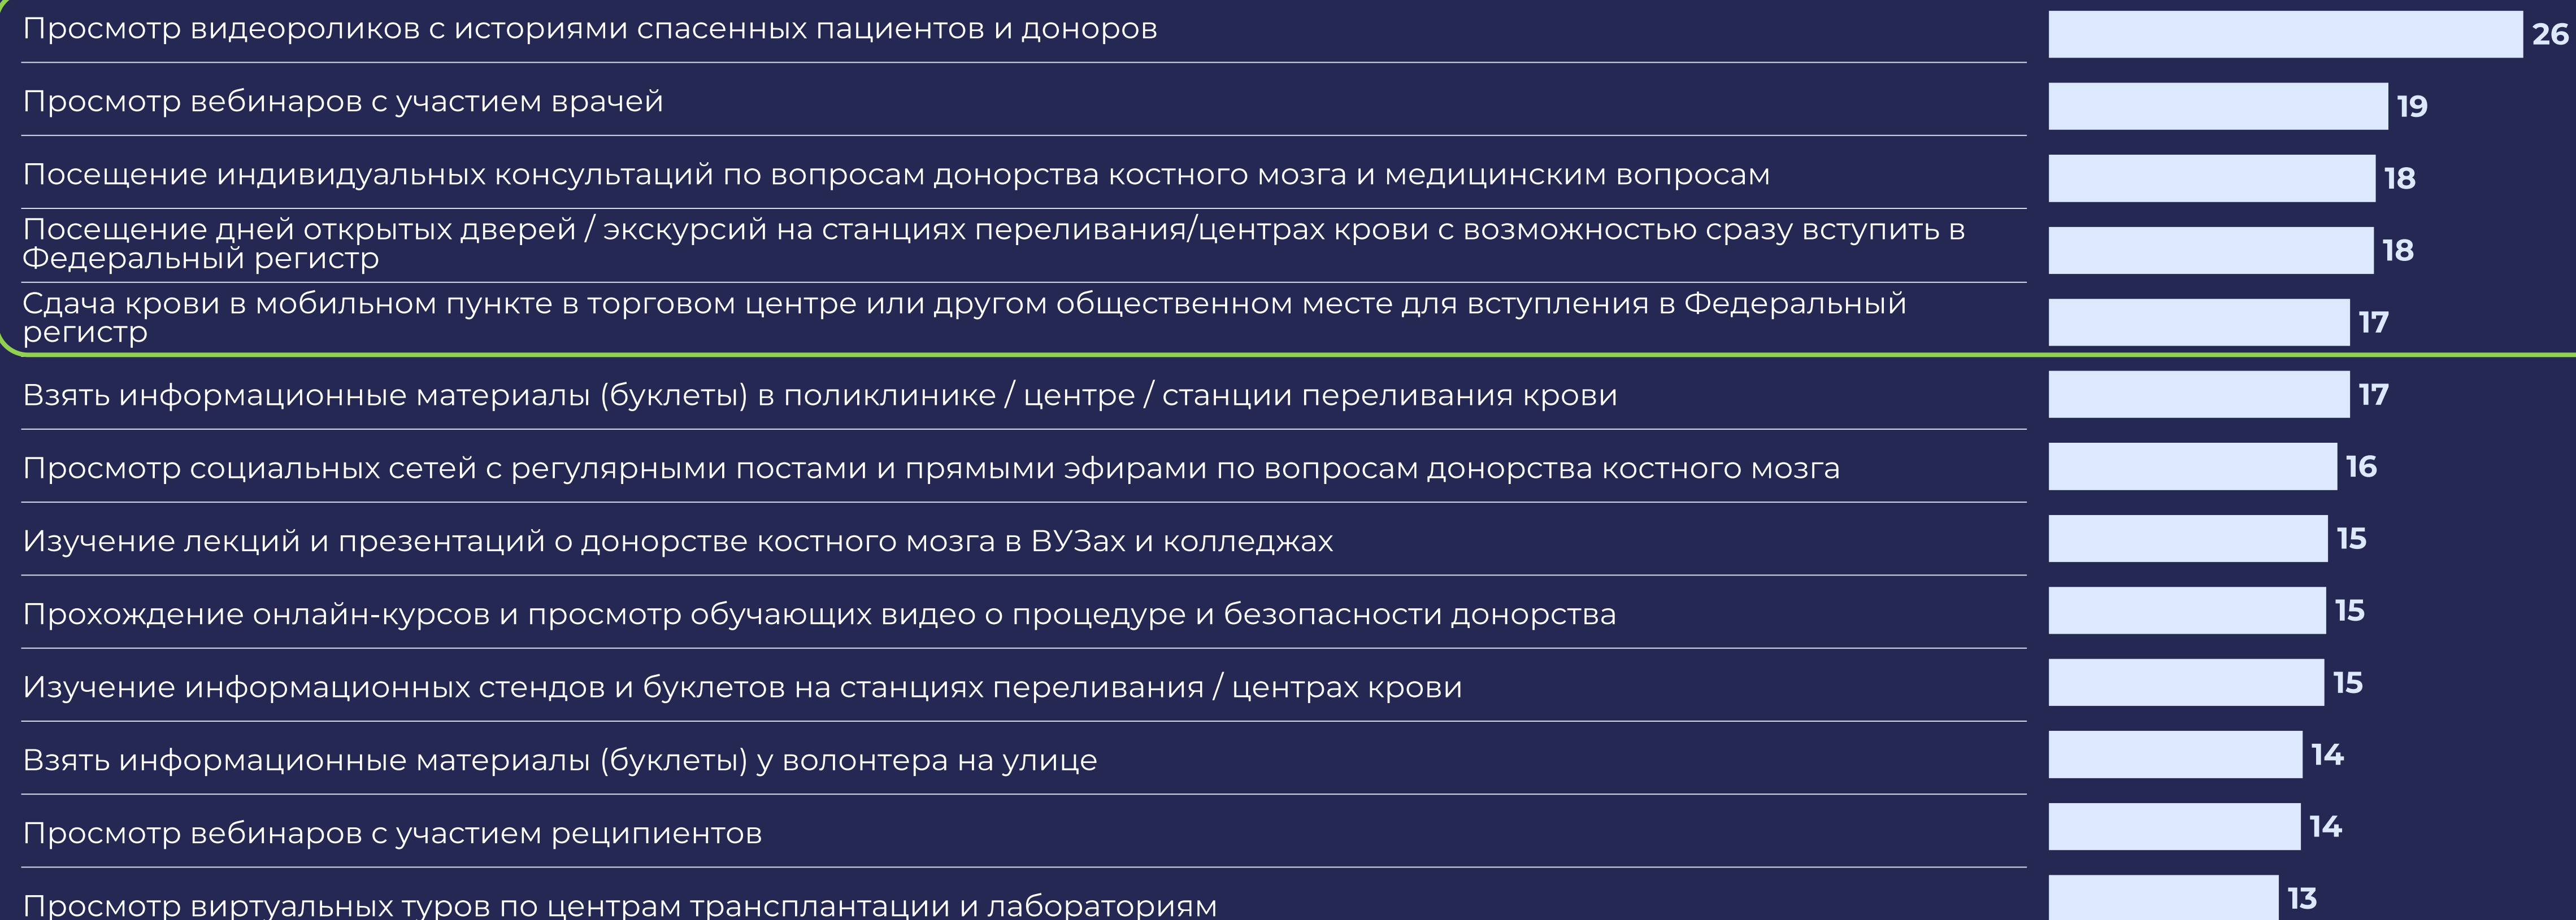 Просмотр видеороликов с историями спасенных пациентов и доноров 26
Просмотр вебинаров с участием врачей 19
Посещение индивидуальных консультаций по вопросам донорства костного мозга и медицинским вопросам 18
Посещение дней открытых дверей / экскурсий на станциях переливания/центрах крови с возможностью сразу вступить в
Федеральный регистр 18
Сдача крови в мобильном пункте в торговом центре или другом общественном месте для вступления в Федеральный
регистр 17
Взять информационные материалы (буклеты) в поликлинике / центре / станции переливания крови 17
Просмотр социальных сетей с регулярными постами и прямыми эфирами по вопросам донорства костного мозга 16
Изучение лекций и презентаций о донорстве костного мозга в ВУЗах и колледжах 15
Прохождение онлайн-курсов и просмотр обучающих видео о процедуре и безопасности донорства 15
Изучение информационных стендов и буклетов на станциях переливания / центрах крови 15
Взять информационные материалы (буклеты) у волонтера на улице 14
Просмотр вебинаров с участием реципиентов 14
Просмотр виртуальных туров по центрам трансплантации и лабораториям 13